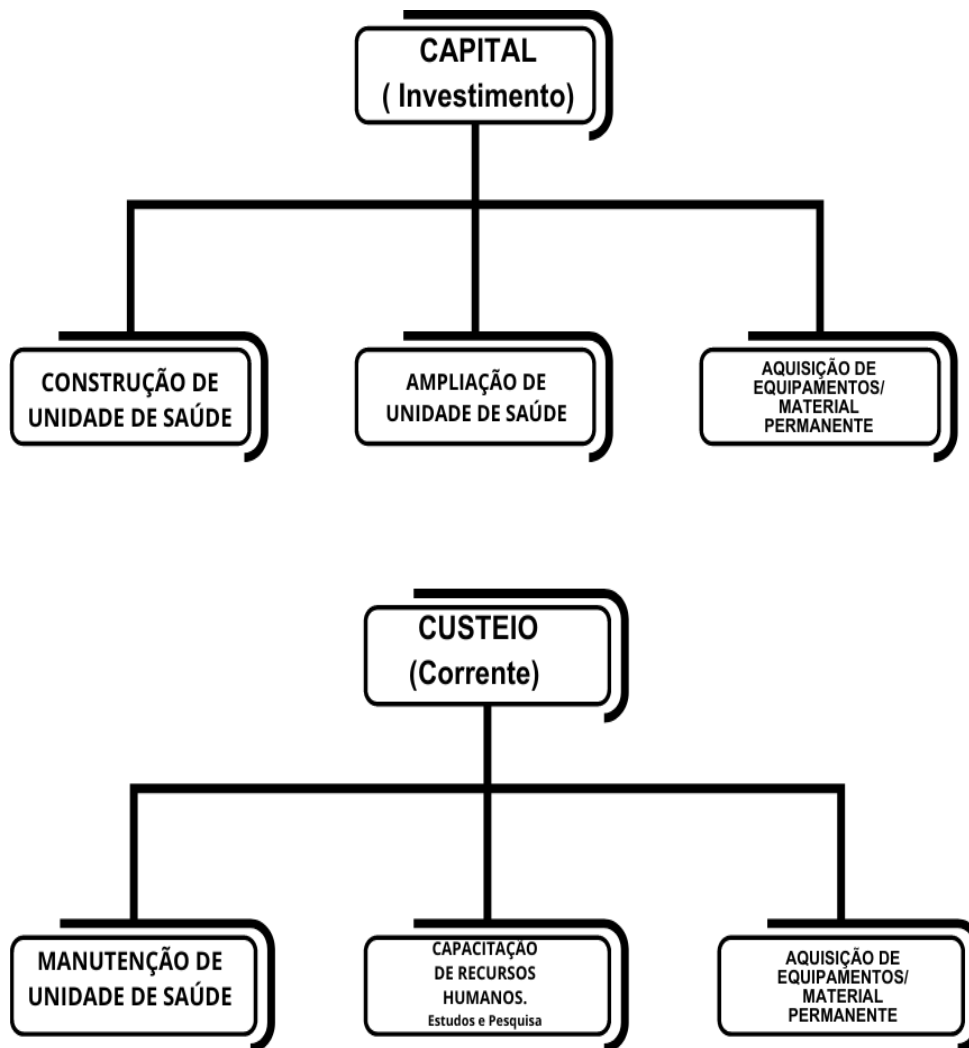 CAPITAL
( Investimento)
CONSTRUÇÃO DE
UNIDADE DE SAÚDE
AMPLIAÇÃO DE
UNIDADE DE SAÚDE
AQUISIÇÃO DE
EQUIPAMENTOS/
MATERIAL
PERMANENTE
CUSTEIO
(Corrente)
MANUTENÇÃO DE
UNIDADE DE SAÚDE
CAPACITAÇÃO
DE RECURSOS
HUMANOS.
Estudos e Pesquisa
AQUISIÇÃO DE
EQUIPAMENTOS/
MATERIAL
PERMANENTE